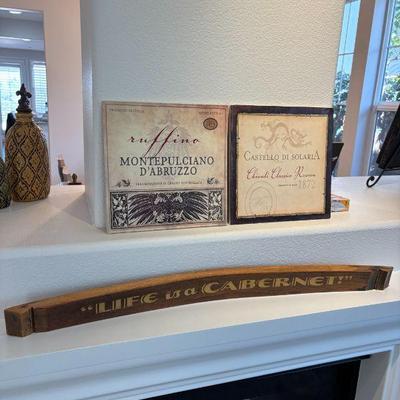 ruffino
MONTEPULCIANO
D'ABRUZZO
CASTELLO DI SOLARIA
Chianti Classico Riserva
1872
"LIFE is a CABERNET!"